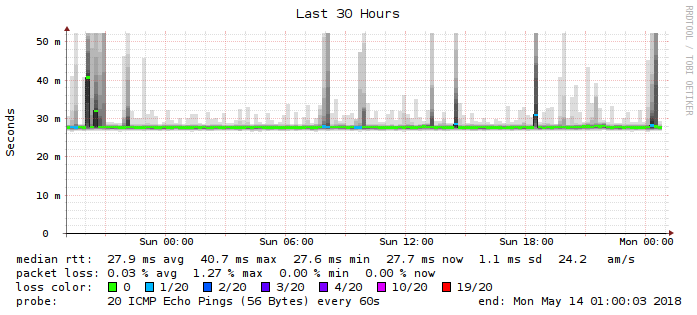 Last 30 Hours
RRDTOOL / TOBI OETIKER
Seconds
50 m
40 m
30 m
20 m
10 m
0
Sun 00:00 Sun 06:00 Sun 12:00 Sun 18:00 Mon 00:00
median rtt: 27.9 ms avg 40.7 ms max 27.6 ms min 27.7 ms now 1.1 ms sd 24.2 am/s
packet loss: 0.03 % avg 1.27 % max 0.00 % min 0.00 % now
loss color: 0 1/20 2/20 3/20 4/20 10/20 19/20
probe: 20 ICMP Echo Pings (56 Bytes) every 60s end: Mon May 14 01:00:03 2018